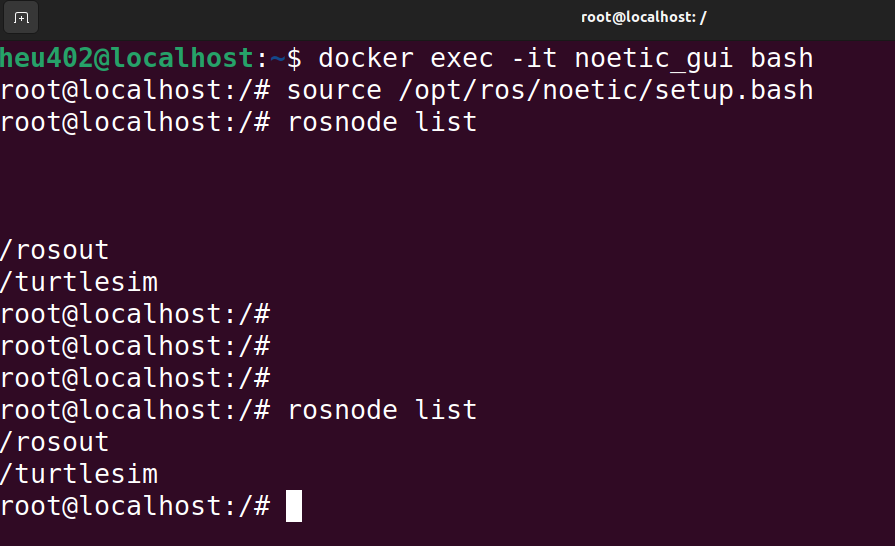 root@localhost: /
heu402@localhost:~$ docker exec -it noetic_gui bash
root@localhost:/# source /opt/ros/noetic/setup.bash
root@localhost:/# rosnode list
/rosout
/turtlesim
root@localhost:/#
root@localhost:/#
root@localhost:/#
root@localhost:/# rosnode list
/rosout
/turtlesim
root@localhost:/#